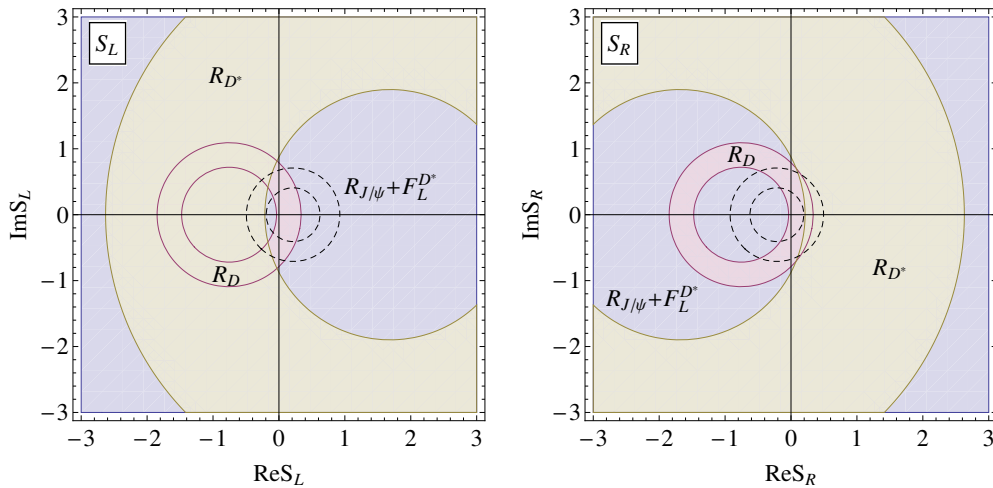 S_L
R_{D^*}
R_{J/ψ}+F_L^{D^*}
R_D
3
2
1
0
−1
−2
−3
ImS_L
−3 −2 −1 0 1 2 3
ReS_L
S_R
R_D
R_{D^*}
R_{J/ψ}+F_L^{D^*}
3
2
1
0
−1
−2
−3
ImS_R
−3 −2 −1 0 1 2 3
ReS_R